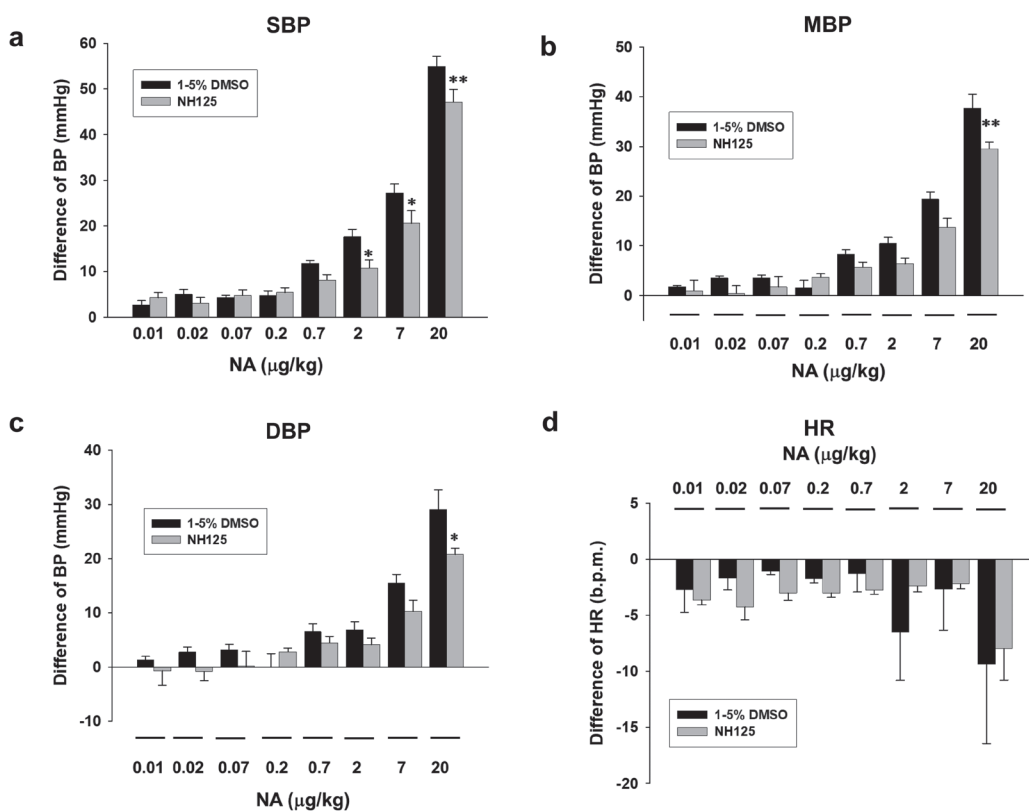 a
SBP
Difference of BP (mmHg)
60
50
40
30
20
10
0
1-5% DMSO
NH125
*
*
**
0.01 0.02 0.07 0.2 0.7 2 7 20
NA (μg/kg)
b
MBP
Difference of BP (mmHg)
50
40
30
20
10
0
1-5% DMSO
NH125
**
0.01 0.02 0.07 0.2 0.7 2 7 20
NA (μg/kg)
c
DBP
Difference of BP (mmHg)
40
30
20
10
0
-10
1-5% DMSO
NH125
*
0.01 0.02 0.07 0.2 0.7 2 7 20
NA (μg/kg)
d
HR
NA (μg/kg)
0.01 0.02 0.07 0.2 0.7 2 7 20
Difference of HR (b.p.m.)
5
0
-5
-10
-15
-20
1-5% DMSO
NH125